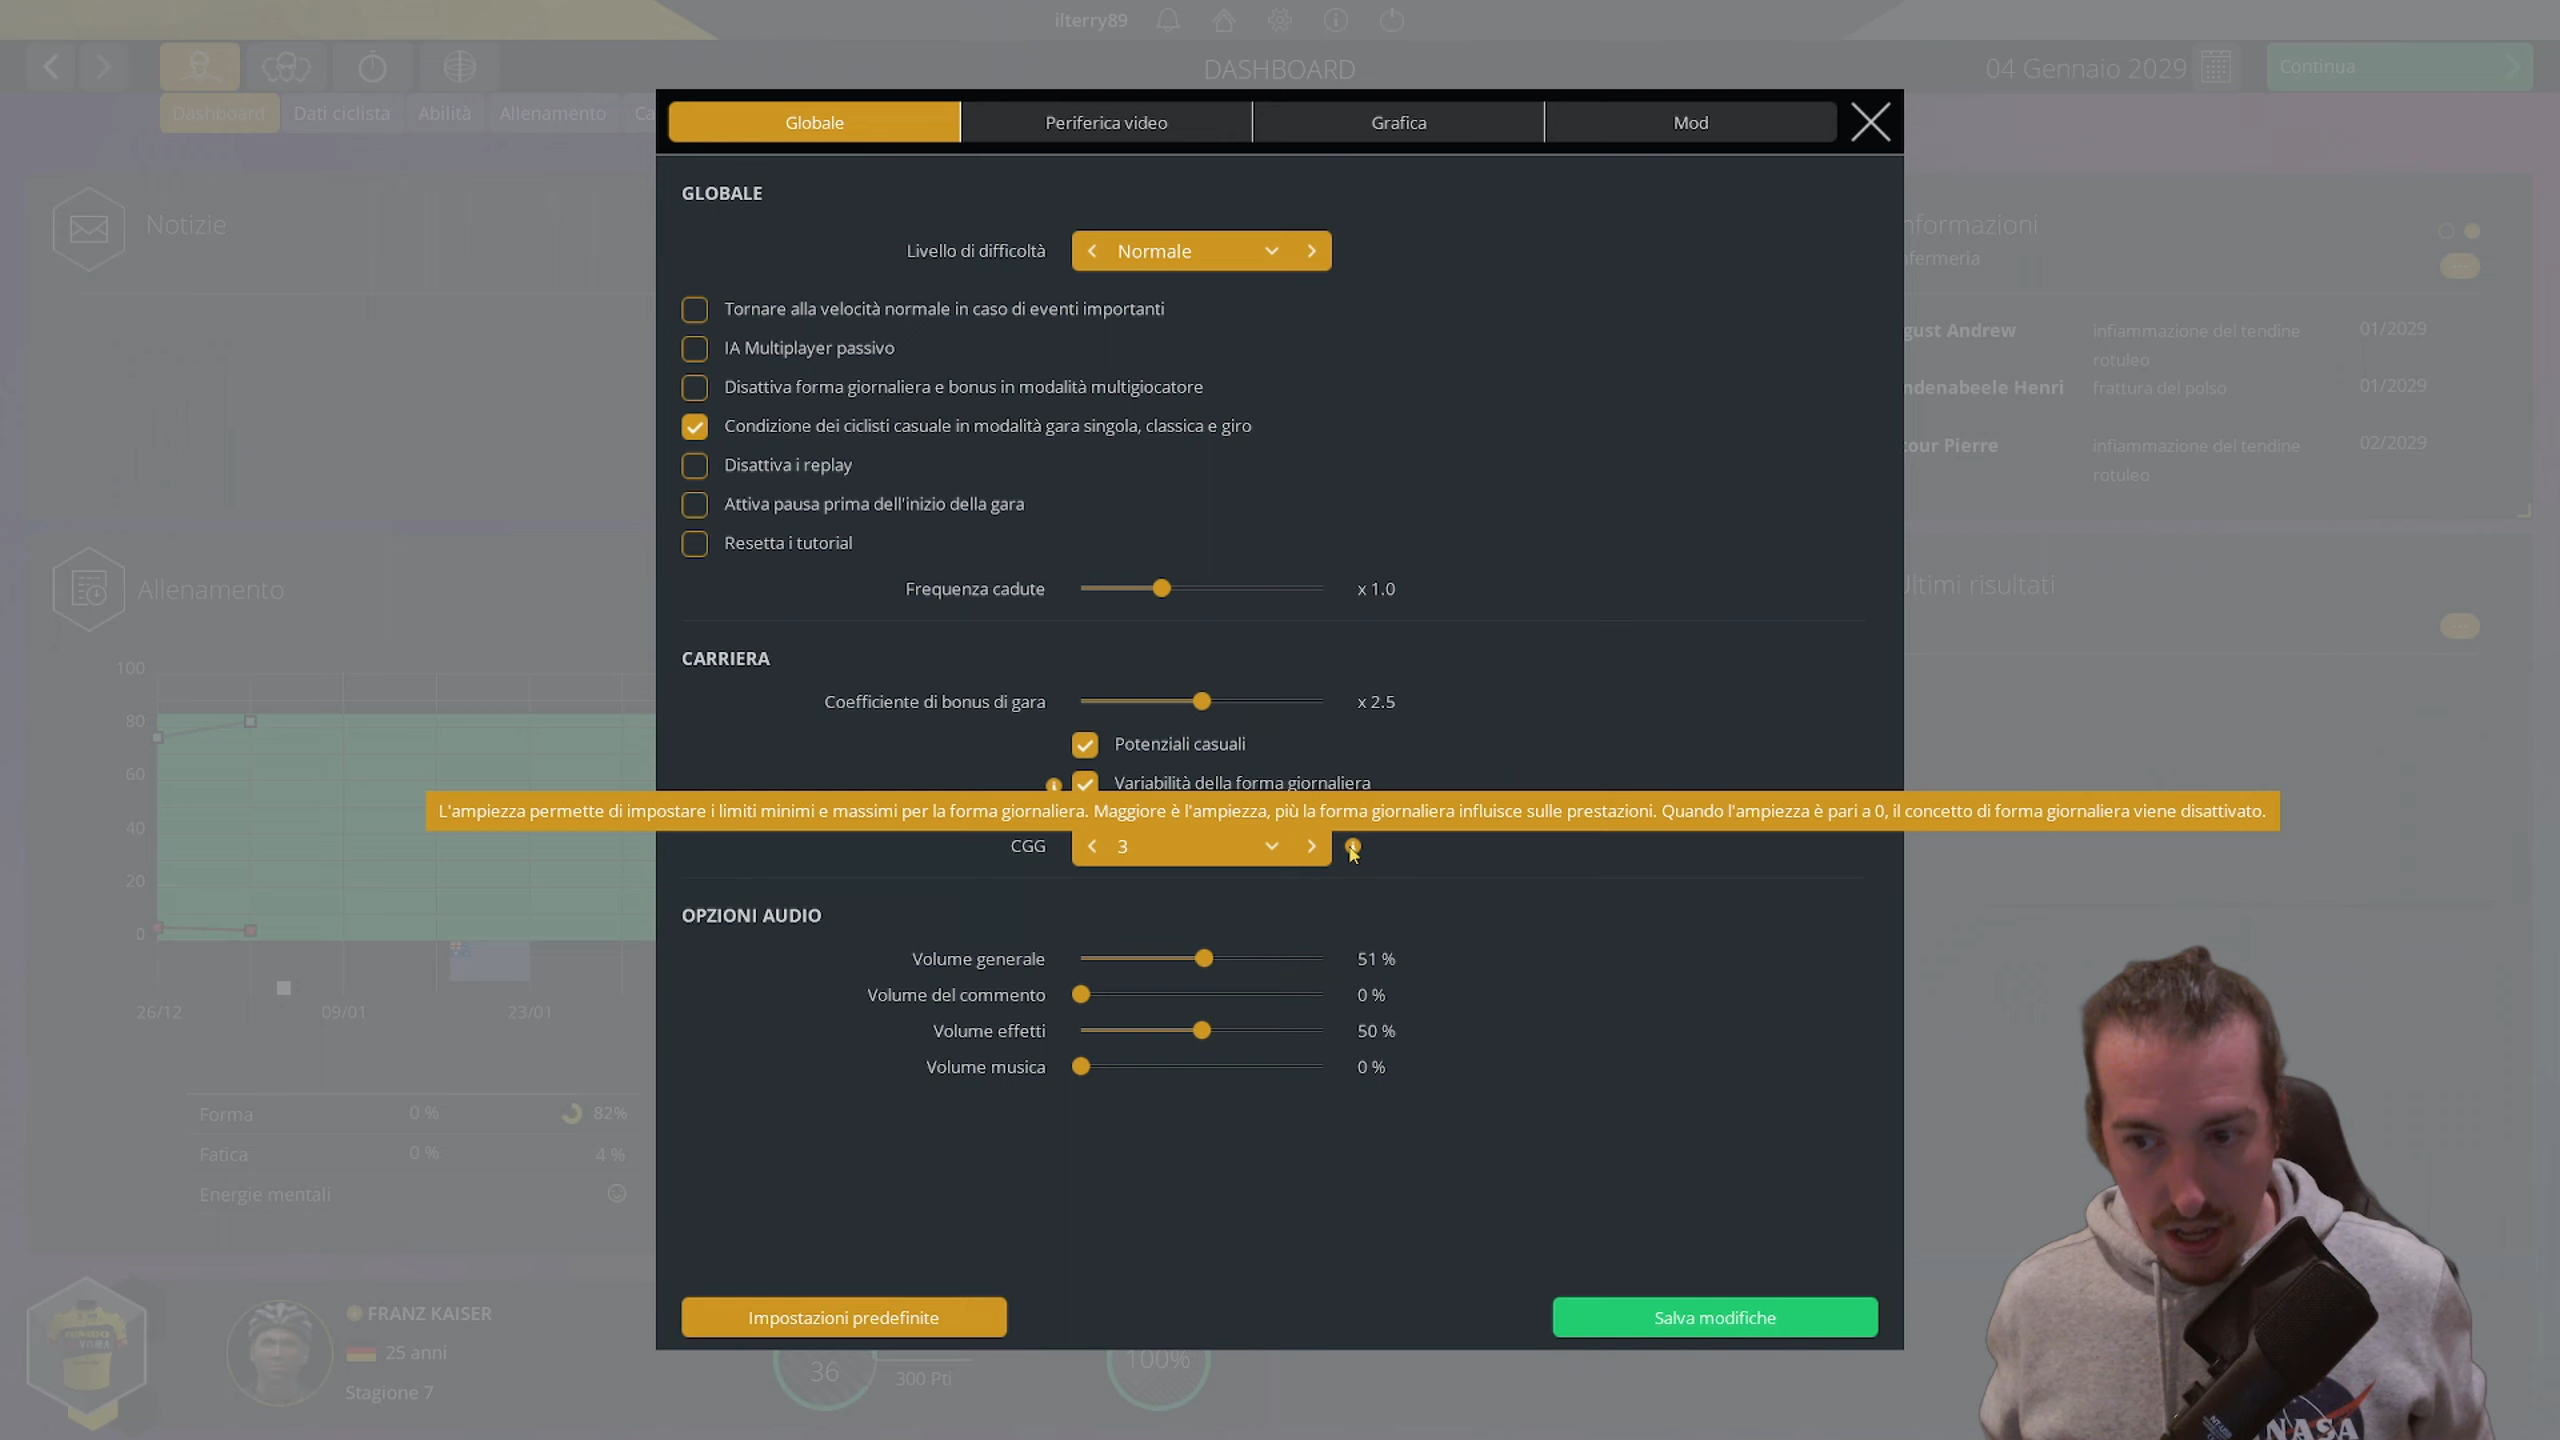 ilterry89
DASHBOARD
04 Gennaio 2029
Continua
Dashboard
Dati ciclista
Abilità
Allenamento
Ca
Globale
Periferica video
Grafica
Mod
GLOBALE
Livello di difficoltà
Normale
Tornare alla velocità normale in caso di eventi importanti
IA Multiplayer passivo
Disattiva forma giornaliera e bonus in modalità multigiocatore
Condizione dei ciclisti casuale in modalità gara singola, classica e giro
Disattiva i replay
Attiva pausa prima dell'inizio della gara
Resetta i tutorial
Frequenza cadute
x 1.0
CARRIERA
Coefficiente di bonus di gara
x 2.5
Potenziali casuali
Variabilità della forma giornaliera
L'ampiezza permette di impostare i limiti minimi e massimi per la forma giornaliera. Maggiore è l'ampiezza, più la forma giornaliera influisce sulle prestazioni. Quando l'ampiezza è pari a 0, il concetto di forma giornaliera viene disattivato.
CGG
3
OPZIONI AUDIO
Volume generale
51 %
Volume del commento
0 %
Volume effetti
50 %
Volume musica
0 %
Impostazioni predefinite
Salva modifiche
Notizie
Allenamento
100
80
60
40
20
0
26/12
09/01
23/01
Forma
0 %
82%
Fatica
0 %
4 %
Energie mentali
nformazioni
nfermeria
gust Andrew
infiammazione del tendine
rotuleo
01/2029
ndenabeele Henri
frattura del polso
01/2029
tour Pierre
infiammazione del tendine
rotuleo
02/2029
Ultimi risultati
FRANZ KAISER
25 anni
Stagione 7
36
300 Pti
100%
NASA